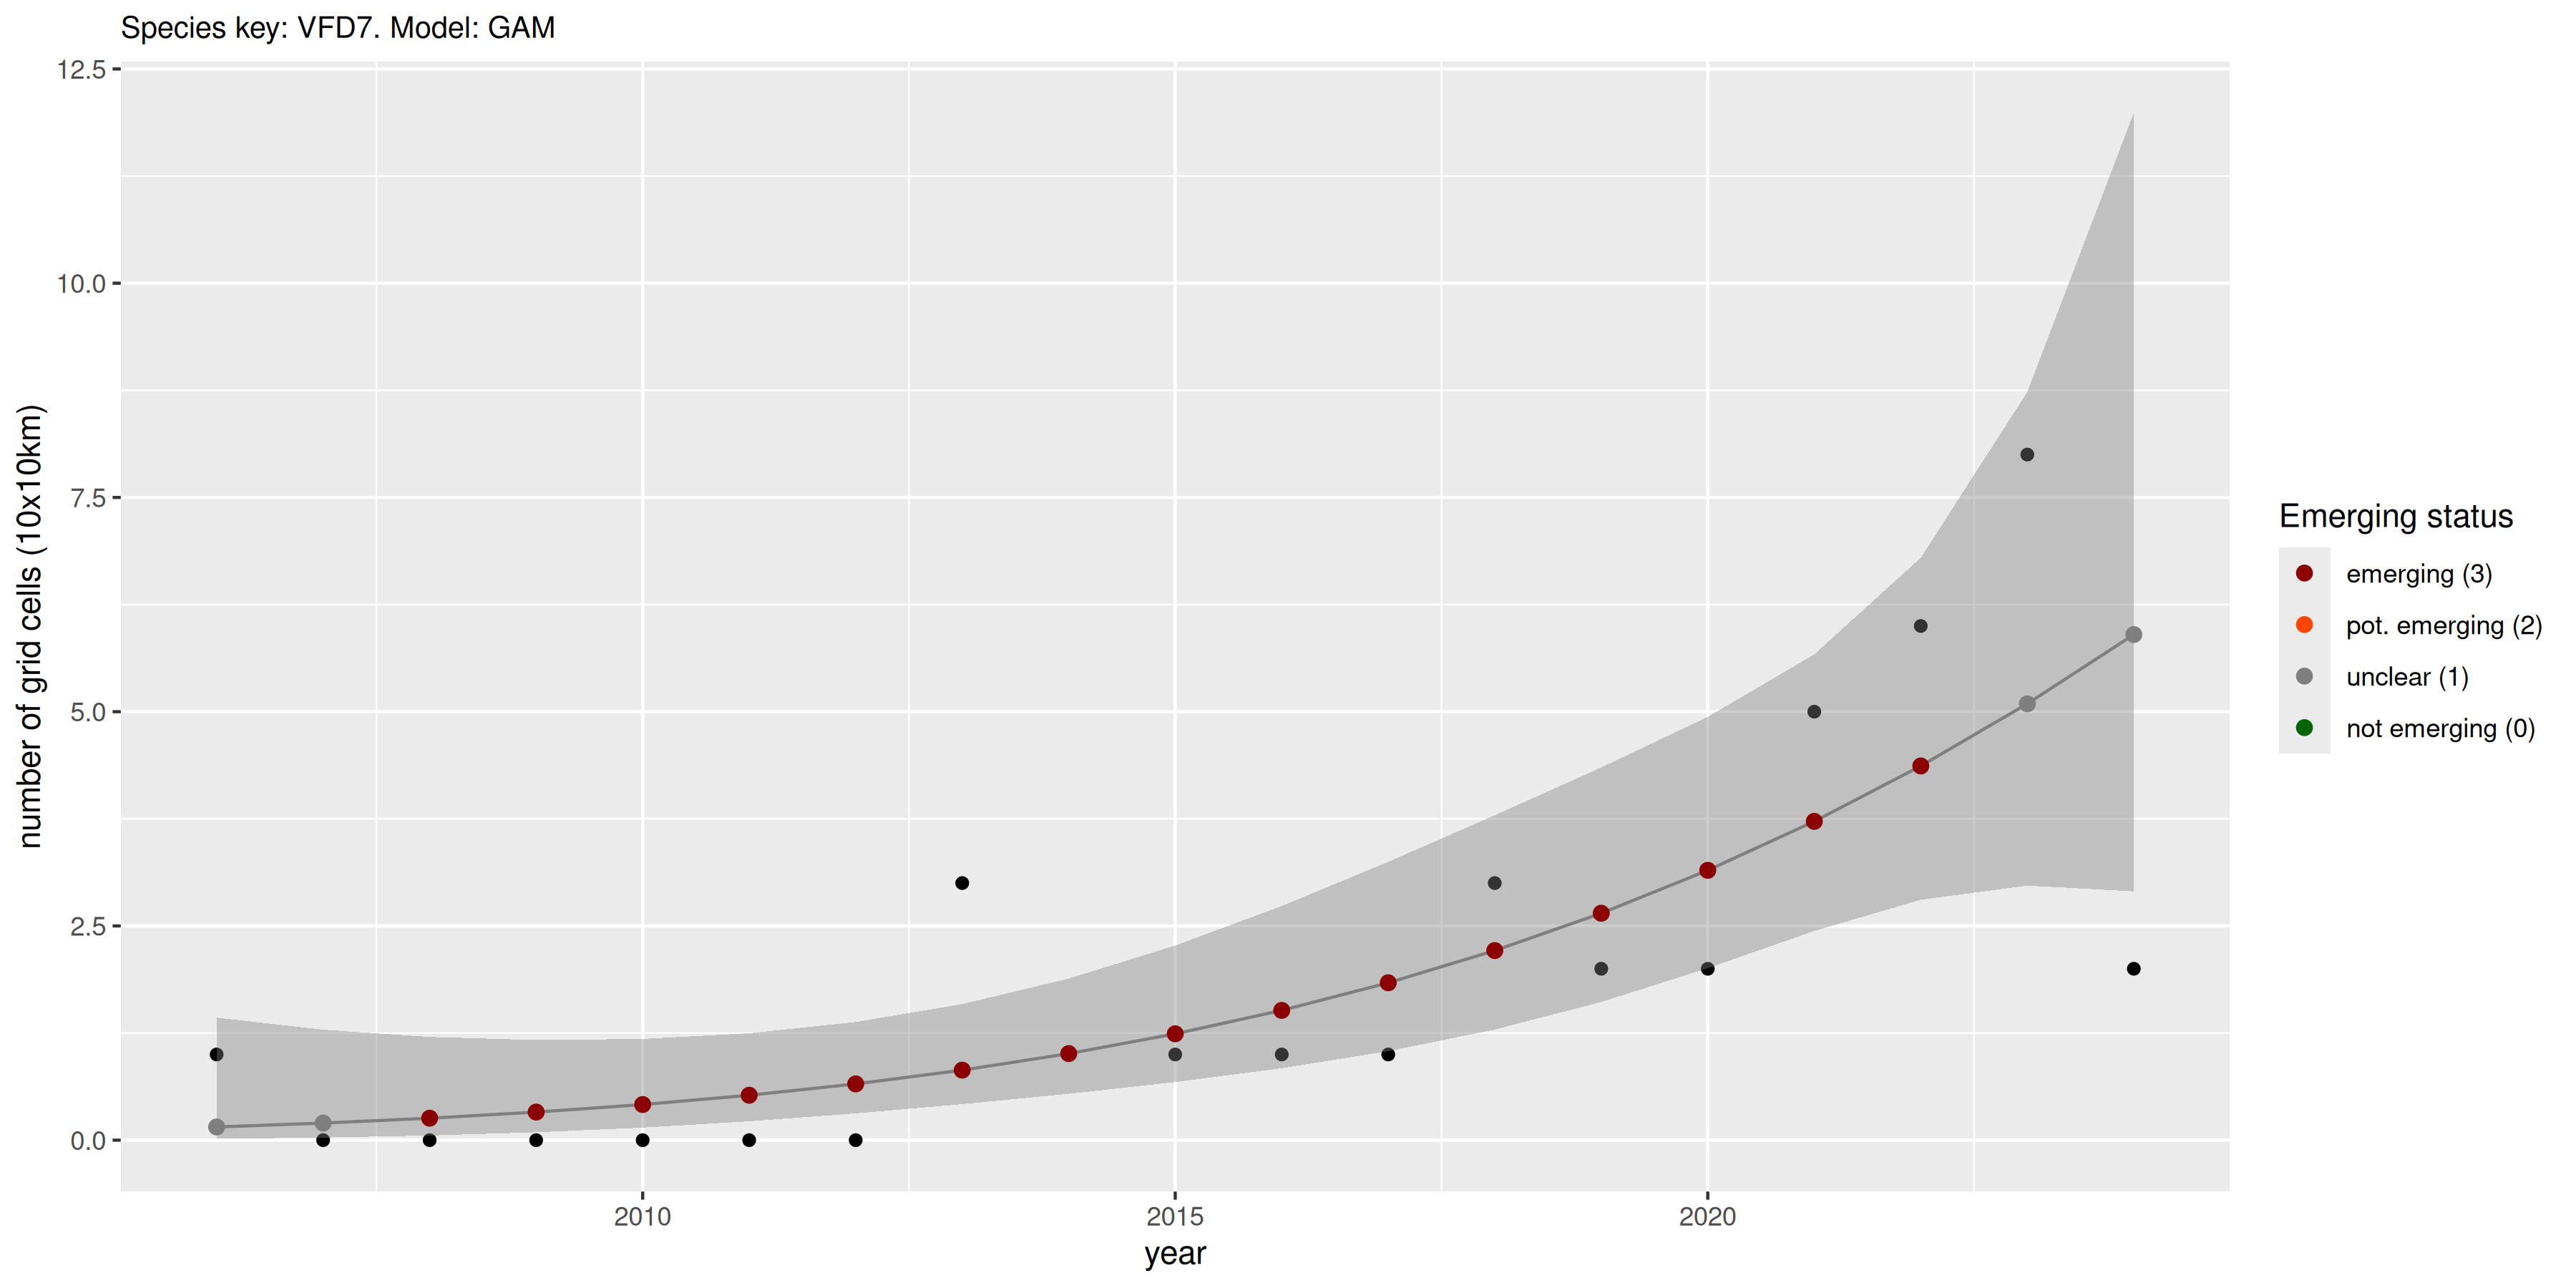 Species key: VFD7. Model: GAM
12.5
10.0
7.5
5.0
2.5
0.0
number of grid cells (10x10km)
2010
2015
2020
year
Emerging status
emerging (3)
pot. emerging (2)
unclear (1)
not emerging (0)